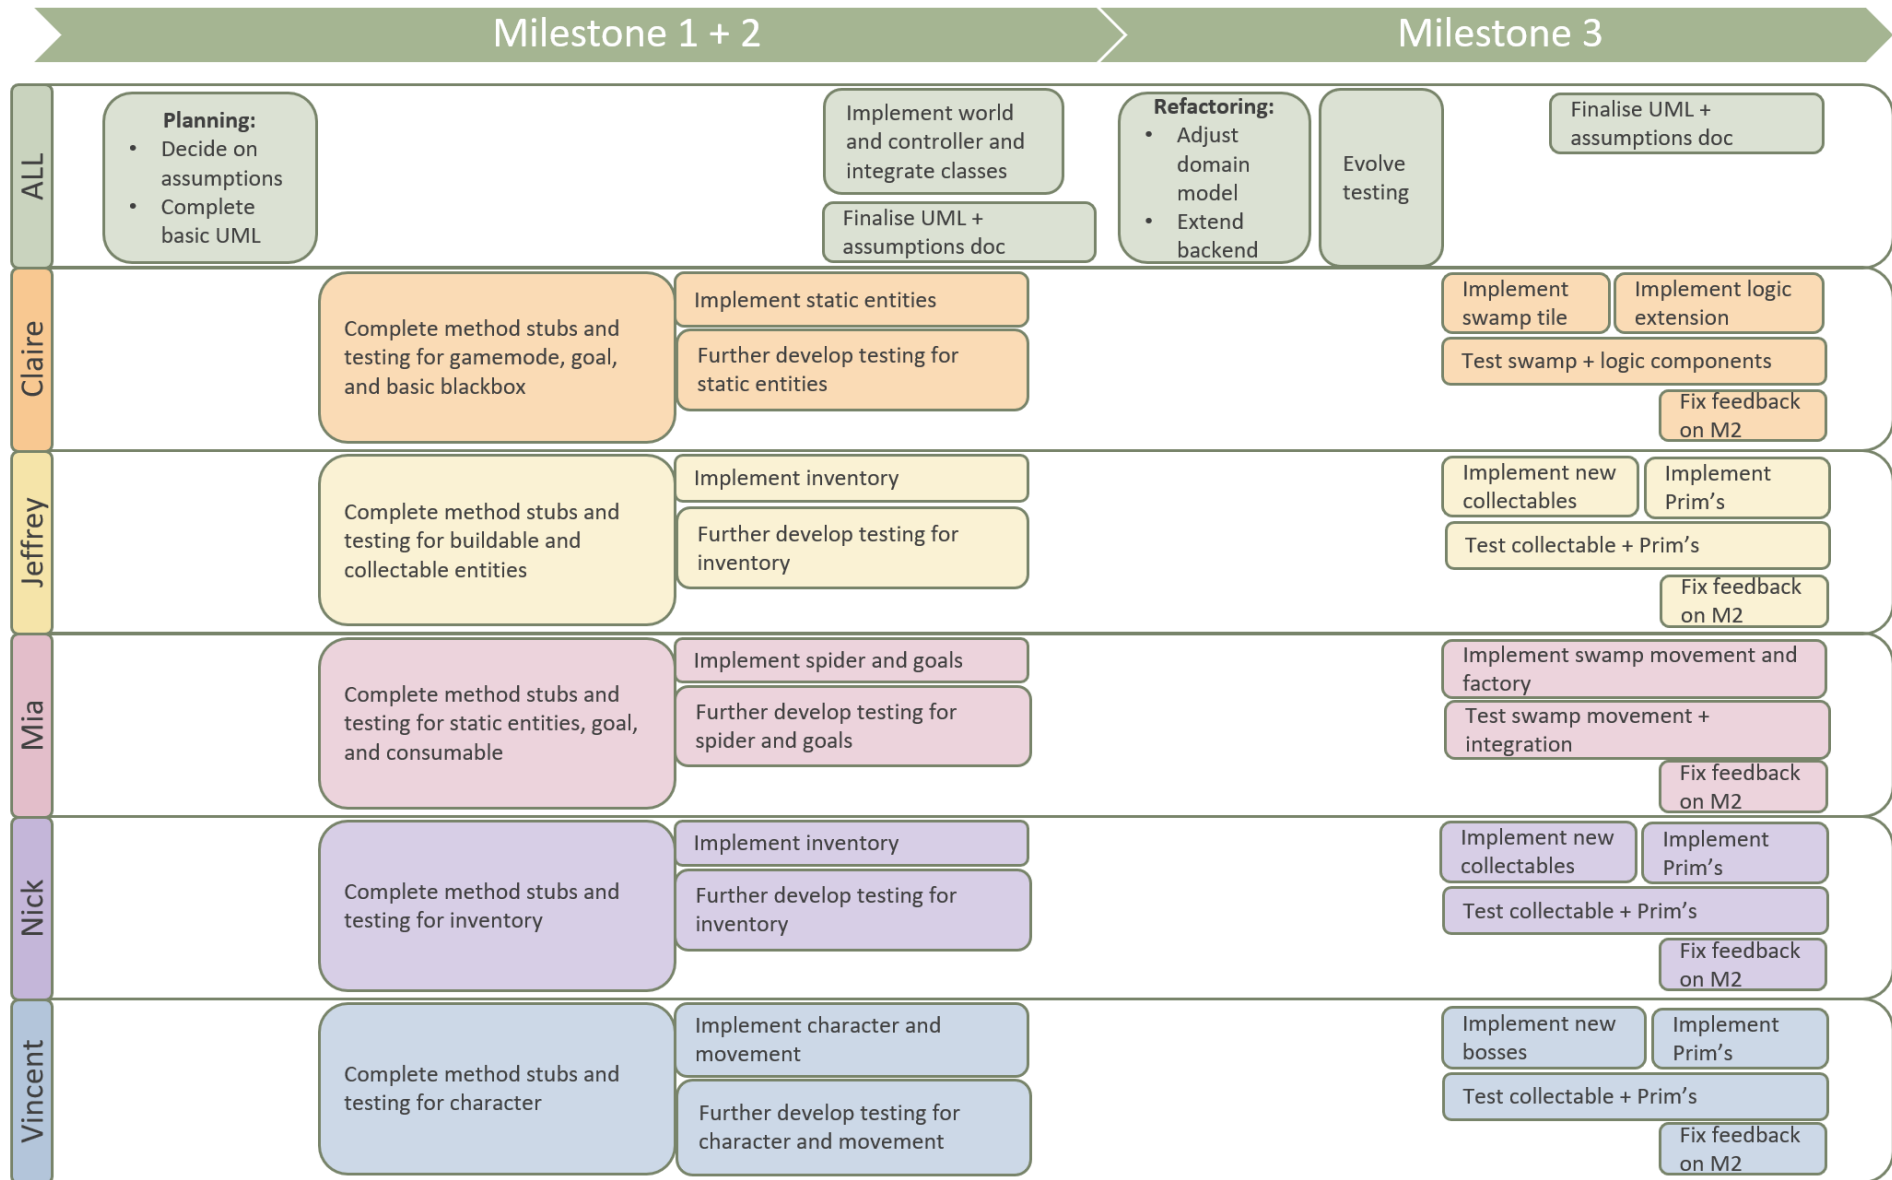 Milestone 1 + 2
Milestone 3
ALL
Planning:
• Decide on
assumptions
• Complete
basic UML
Implement world
and controller and
integrate classes
Finalise UML +
assumptions doc
Refactoring:
• Adjust
domain
model
• Extend
backend
Evolve
testing
Finalise UML +
assumptions doc
Claire
Complete method stubs and
testing for gamemode, goal,
and basic blackbox
Implement static entities
Further develop testing for
static entities
Implement
swamp tile
Implement logic
extension
Test swamp + logic components
Fix feedback
on M2
Jeffrey
Complete method stubs and
testing for buildable and
collectable entities
Implement inventory
Further develop testing for
inventory
Implement new
collectables
Implement
Prim's
Test collectable + Prim's
Fix feedback
on M2
Mia
Complete method stubs and
testing for static entities, goal,
and consumable
Implement spider and goals
Further develop testing for
spider and goals
Implement swamp movement and
factory
Test swamp movement +
integration
Fix feedback
on M2
Nick
Complete method stubs and
testing for inventory
Implement inventory
Further develop testing for
inventory
Implement new
collectables
Implement
Prim's
Test collectable + Prim's
Fix feedback
on M2
Vincent
Complete method stubs and
testing for character
Implement character and
movement
Further develop testing for
character and movement
Implement new
bosses
Implement
Prim's
Test collectable + Prim's
Fix feedback
on M2